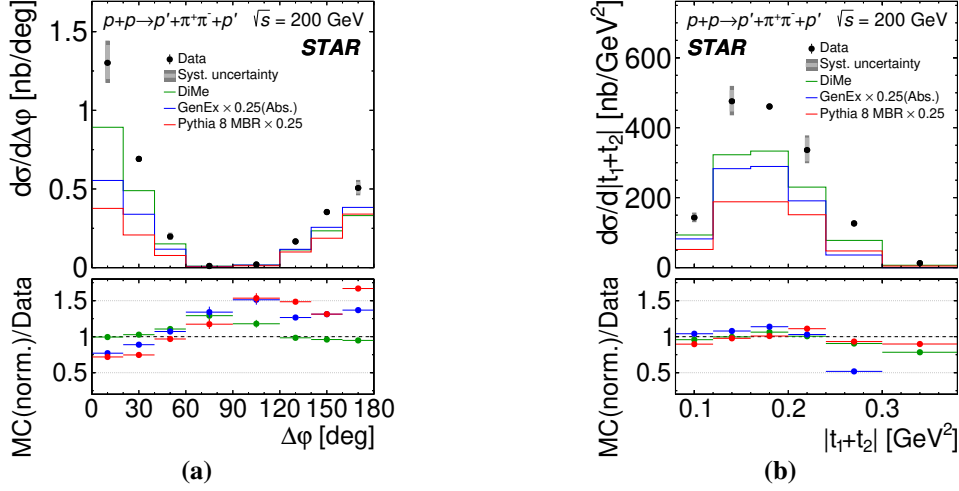 p+p→p′+π⁺π⁻+p′ √s = 200 GeV
STAR
Data
Syst. uncertainty
DiMe
GenEx × 0.25(Abs.)
Pythia 8 MBR × 0.25
dσ/dΔφ [nb/deg]
1.5
1
0.5
0
MC(norm.)/Data
1.5
1
0.5
0 30 60 90 120 150 180
Δφ [deg]
(a)
p+p→p′+π⁺π⁻+p′ √s = 200 GeV
STAR
Data
Syst. uncertainty
DiMe
GenEx × 0.25(Abs.)
Pythia 8 MBR × 0.25
dσ/d|t₁+t₂| [nb/GeV²]
600
400
200
0
MC(norm.)/Data
1.5
1
0.5
0.1 0.2 0.3
|t₁+t₂| [GeV²]
(b)